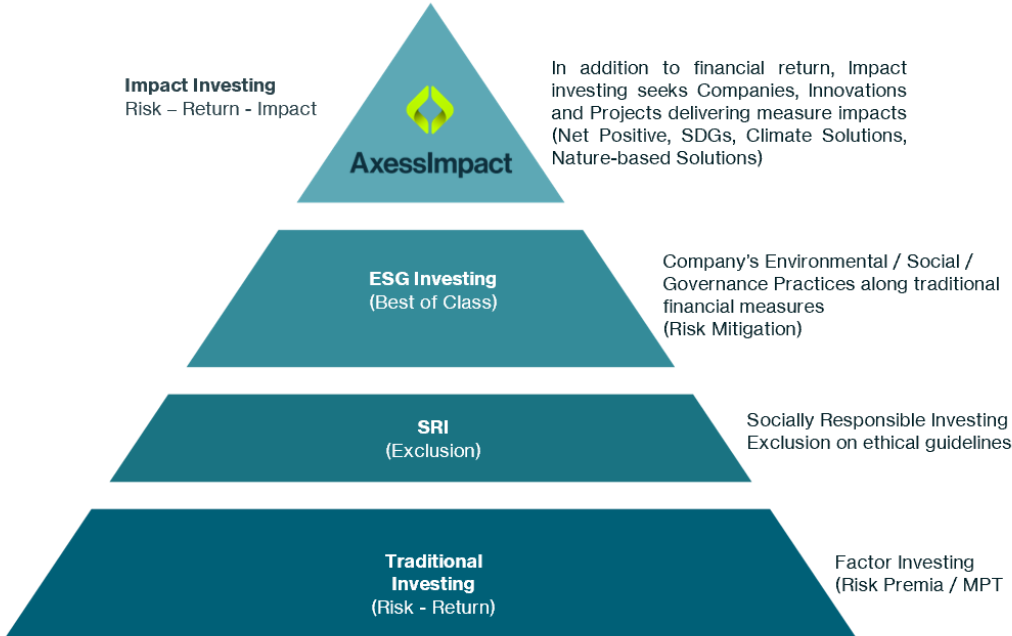 Impact Investing
Risk – Return - Impact
AxessImpact
In addition to financial return, Impact
investing seeks Companies, Innovations
and Projects delivering measure impacts
(Net Positive, SDGs, Climate Solutions,
Nature-based Solutions)
ESG Investing
(Best of Class)
Company's Environmental / Social /
Governance Practices along traditional
financial measures
(Risk Mitigation)
SRI
(Exclusion)
Socially Responsible Investing
Exclusion on ethical guidelines
Traditional
Investing
(Risk - Return)
Factor Investing
(Risk Premia / MPT